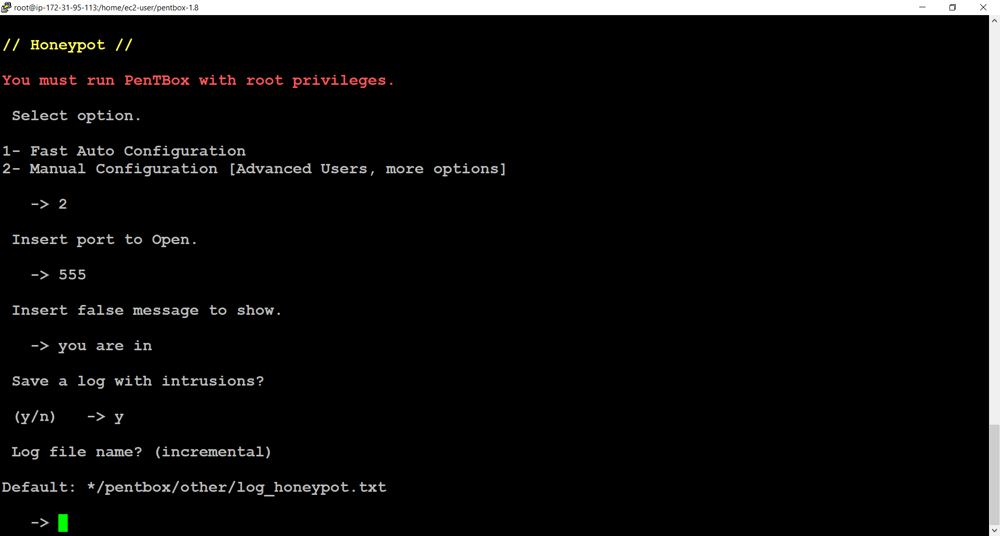 root@ip-172-31-95-113:/home/ec2-user/pentbox-1.8
// Honeypot //
You must run PenTBox with root privileges.
Select option.
1- Fast Auto Configuration
2- Manual Configuration [Advanced Users, more options]
-> 2
Insert port to Open.
-> 555
Insert false message to show.
-> you are in
Save a log with intrusions?
(y/n) -> y
Log file name? (incremental)
Default: */pentbox/other/log_honeypot.txt
->